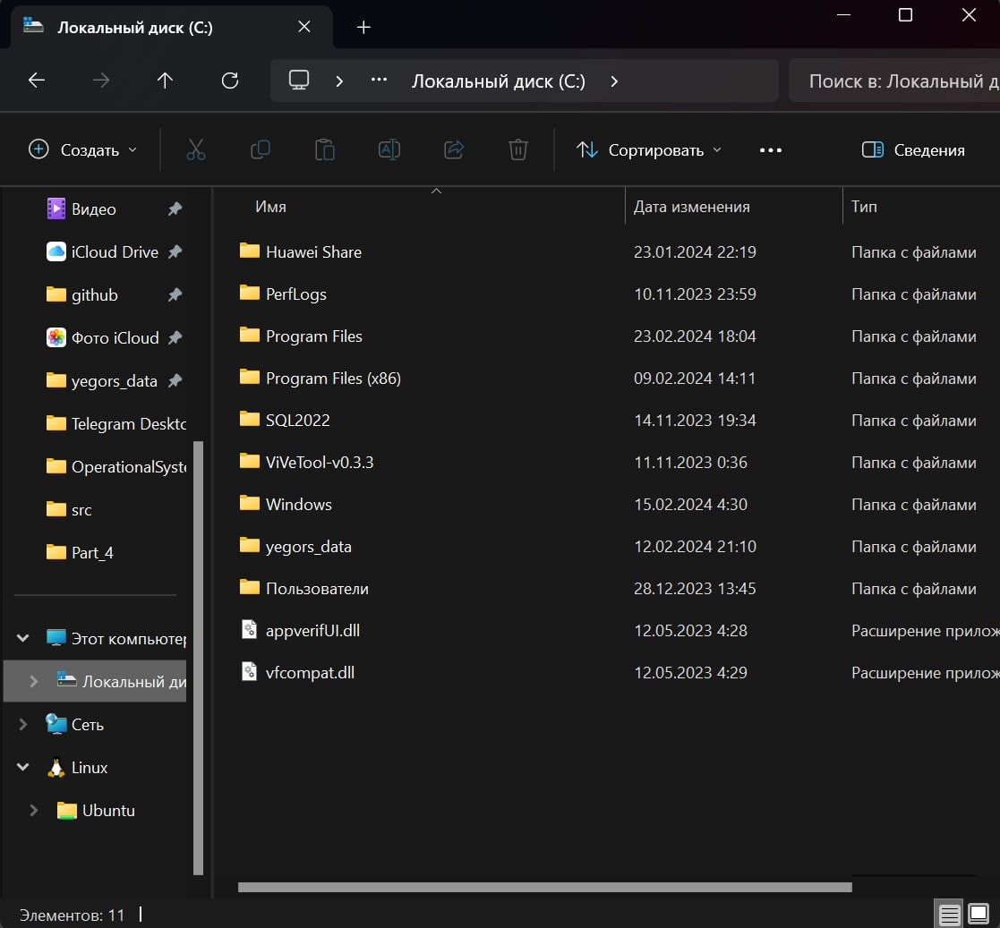 Локальный диск (C:)
Локальный диск (C:)
Поиск в: Локальный д
Создать
Сортировать
Сведения
Видео
iCloud Drive
github
Фото iCloud
yegors_data
Telegram Deskto
OperationalSyste
src
Part_4
Этот компьютер
Локальный ди
Сеть
Linux
Ubuntu
Имя Дата изменения Тип
Huawei Share 23.01.2024 22:19 Папка с файлами
PerfLogs 10.11.2023 23:59 Папка с файлами
Program Files 23.02.2024 18:04 Папка с файлами
Program Files (x86) 09.02.2024 14:11 Папка с файлами
SQL2022 14.11.2023 19:34 Папка с файлами
ViVeTool-v0.3.3 11.11.2023 0:36 Папка с файлами
Windows 15.02.2024 4:30 Папка с файлами
yegors_data 12.02.2024 21:10 Папка с файлами
Пользователи 28.12.2023 13:45 Папка с файлами
appverifUI.dll 12.05.2023 4:28 Расширение прилож
vfcompat.dll 12.05.2023 4:29 Расширение прилож
Элементов: 11